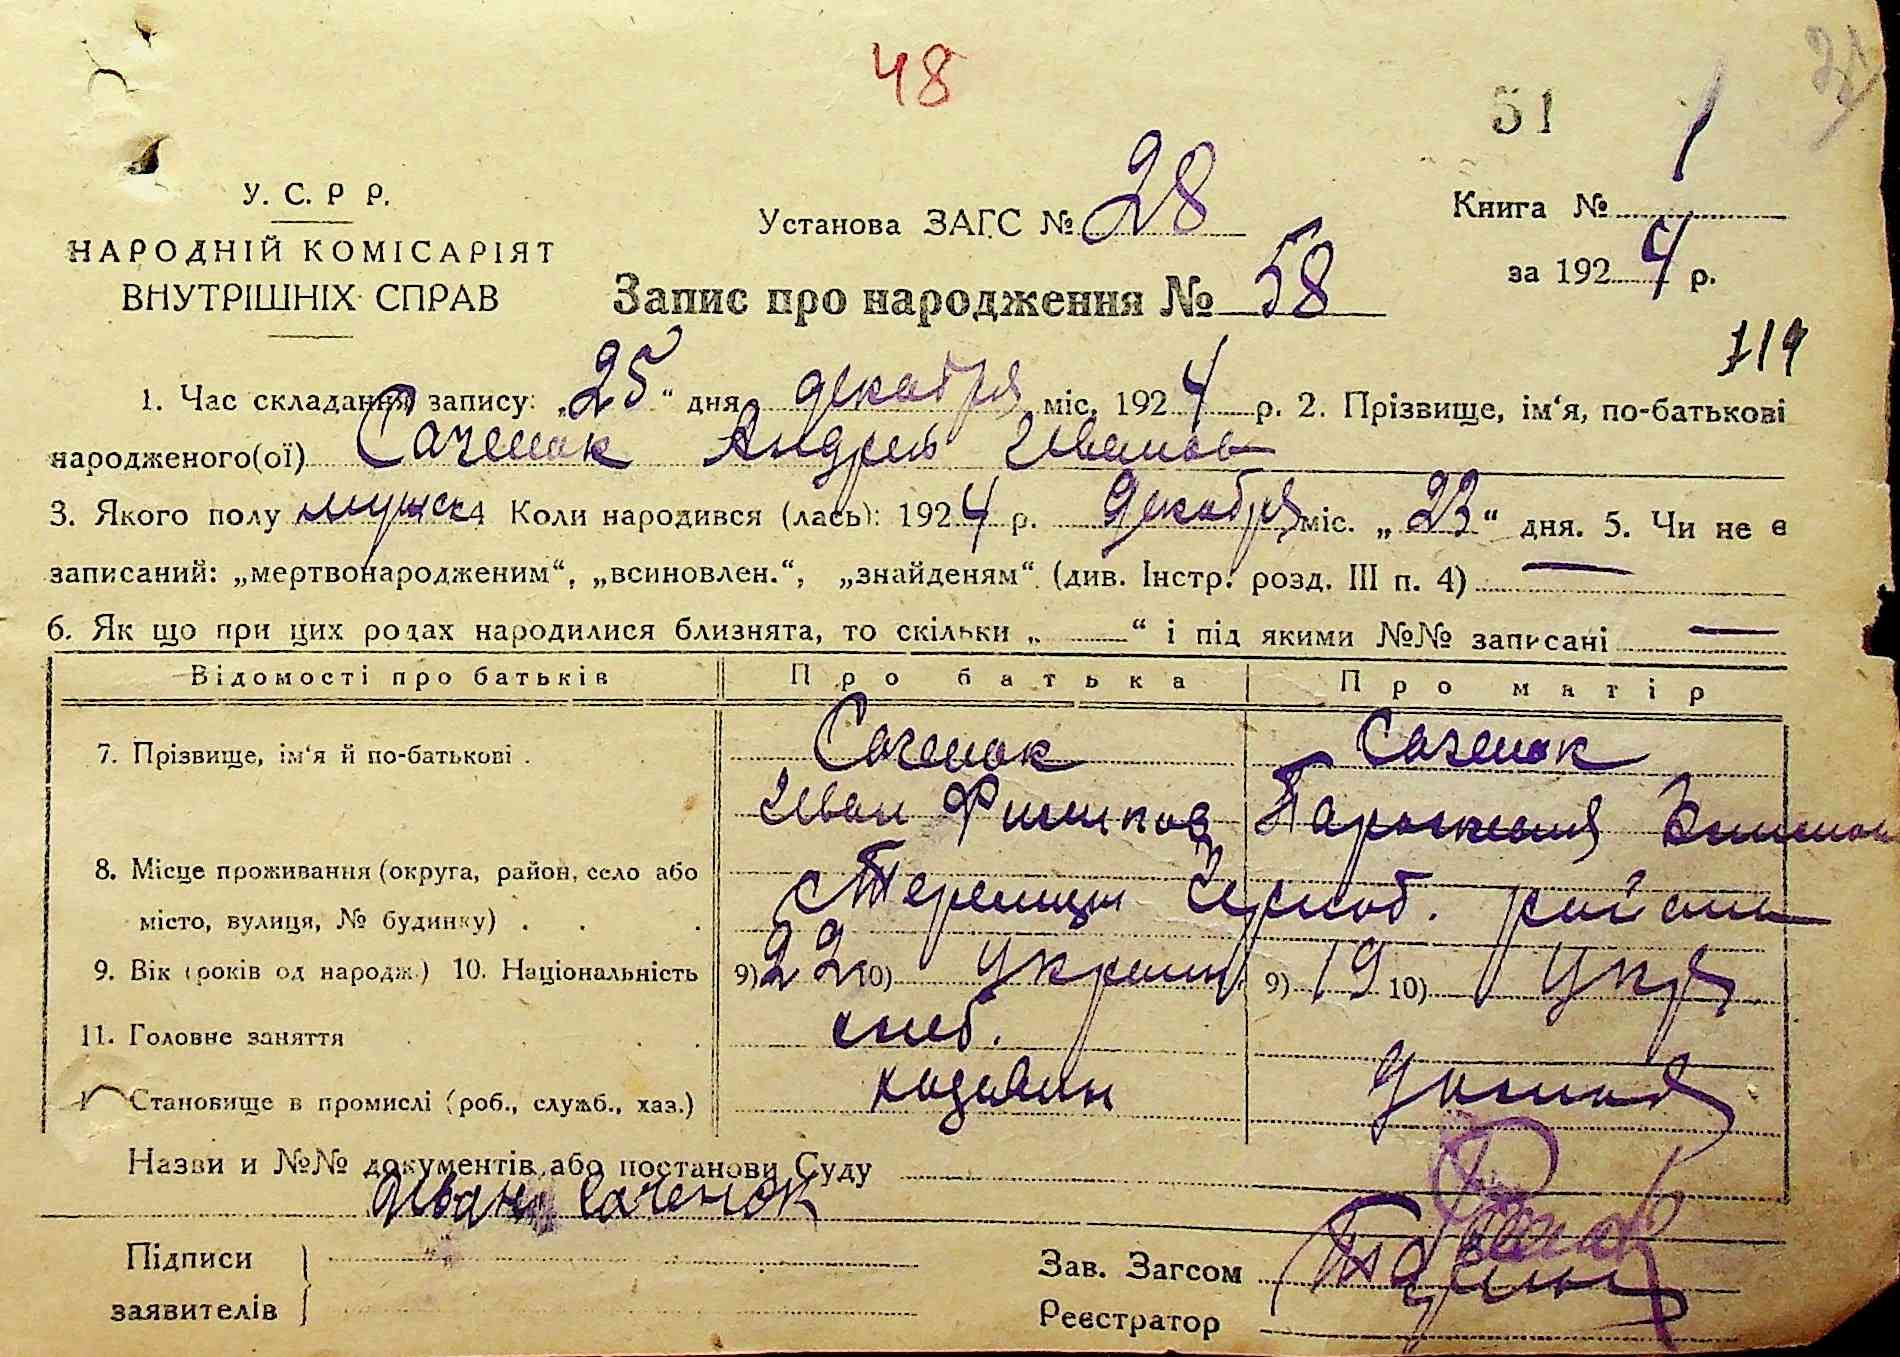 48
51
У. С. Р Р.
НАРОДНІЙ КОМІСАРІЯТ
ВНУТРІШНІХ СПРАВ
Установа ЗАГС № 28
Книга № 1
за 1924 р.
Запис про народження № 58
719
1. Час складання запису: „25“ дня декабря міс. 1924 р. 2. Прізвище, ім‘я, по-батькові
народженого(ої) Саченок Андрей Иванов
3. Якого полу мужск 4 Коли народився (лась): 1924 р. декабря міс. „23“ дня. 5. Чи не є
записаний: „мертвонародженим“, „всиновлен.“, „знайденям“ (див. Інстр. розд. III п. 4) —
6. Як що при цих родах народилися близнята, то скільки „ — “ і під якими №№ записані —
Відомості про батьків Про батька Про матір
7. Прізвище, ім‘я й по-батькові . Саченок Саченок
Иван Филипов Параскевия
8. Місце проживання (округа, район, село або
місто, вулиця, № будинку) . . . с Теремцы Черноб. района
9. Вік (років од народж.) 10. Національність 9) 22 10) украин. 9) 19 10) укр
11. Головне заняття хлеб.
Становище в промислі (роб., служб., хаз.) хазяин
Назви и №№ документів або постанови Суду
Иван Саченок
Підписи
заявителів
Зав. Загсом
Реєстратор